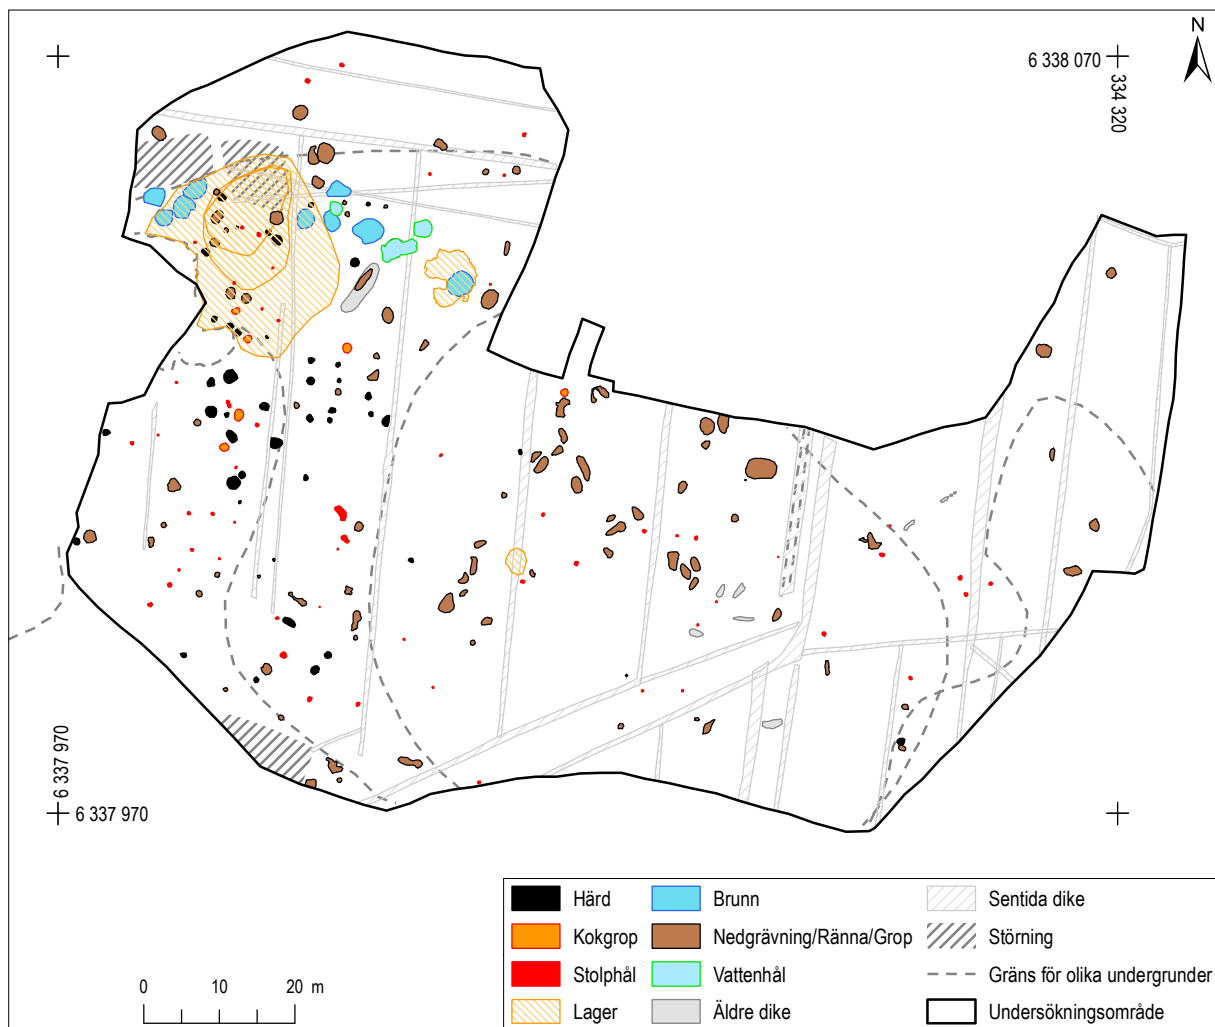 N
6 338 070
334 320
6 337 970
6 337 970
0 10 20 m
Härd
Kokgrop
Stolphål
Lager
Brunn
Nedgrävning/Ränna/Grop
Vattenhål
Äldre dike
Sentida dike
Störning
Gräns för olika undergrunder
Undersökningsområde